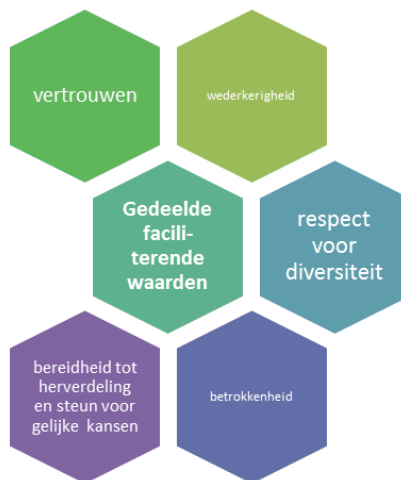 vertrouwen
wederkerigheid
Gedeelde
facili-
terende
waarden
respect
voor
diversiteit
bereidheid tot
herverdeling
en steun voor
gelijke kansen
betrokkenheid